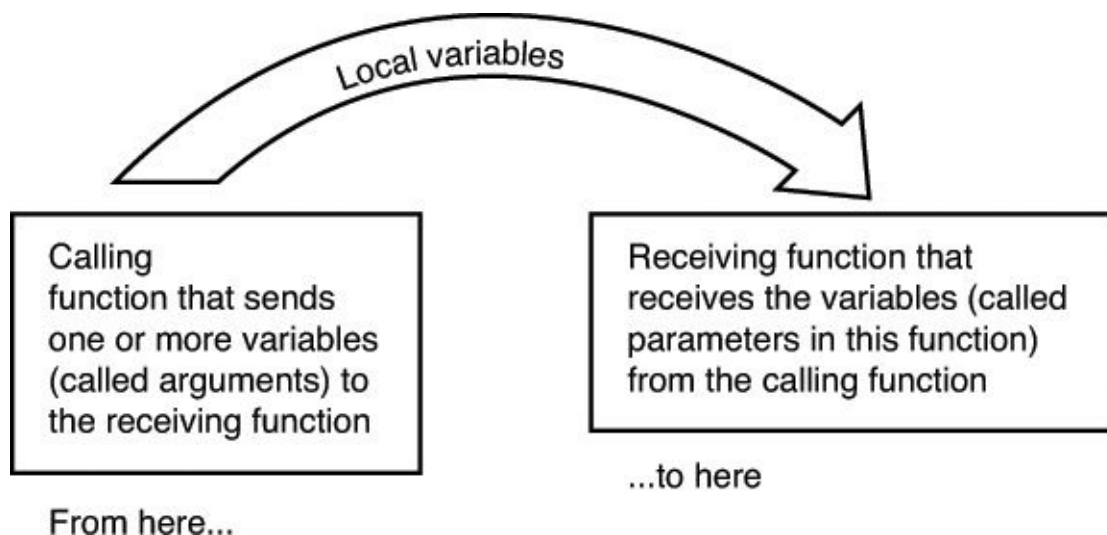 Local variables
Calling
function that sends
one or more variables
(called arguments) to
the receiving function
From here...
Receiving function that
receives the variables (called
parameters in this function)
from the calling function
...to here